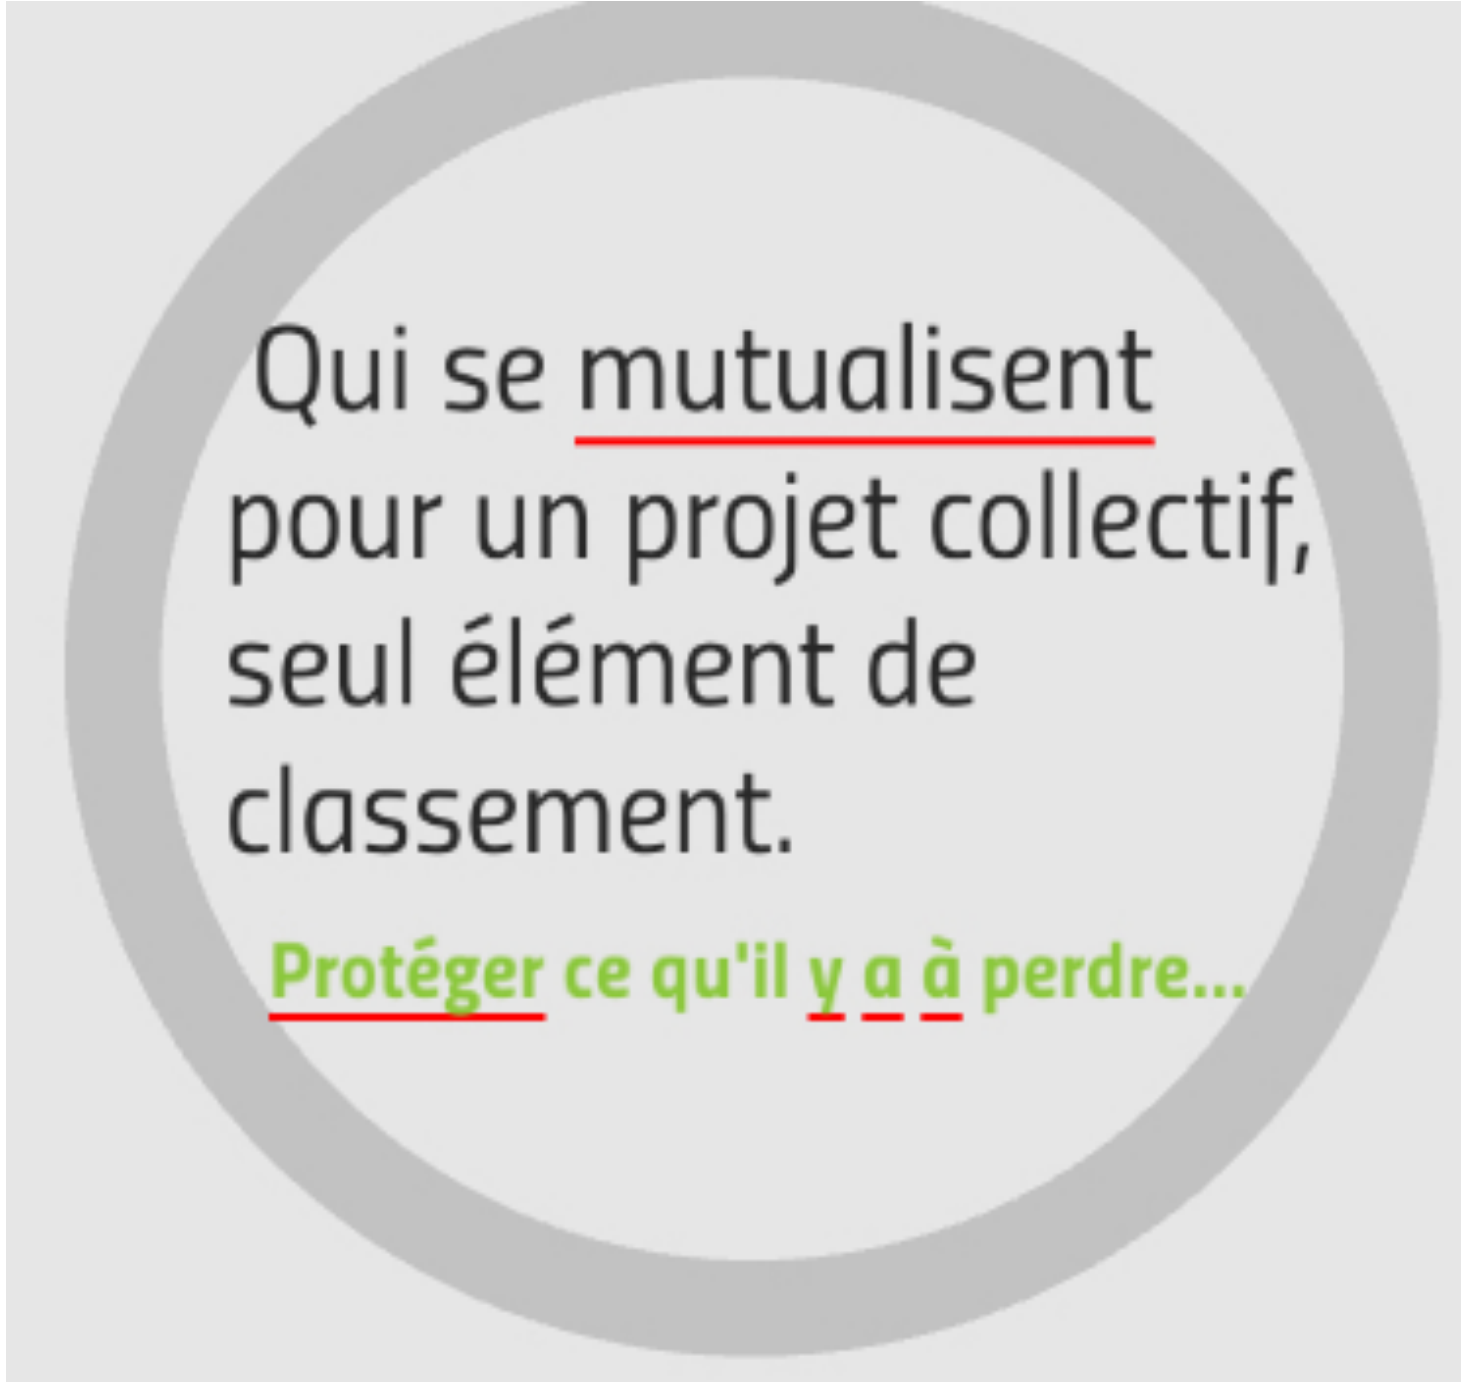 Qui se mutualisent
pour un projet collectif,
seul élément de
classement.
Protéger ce qu'il y a à perdre...